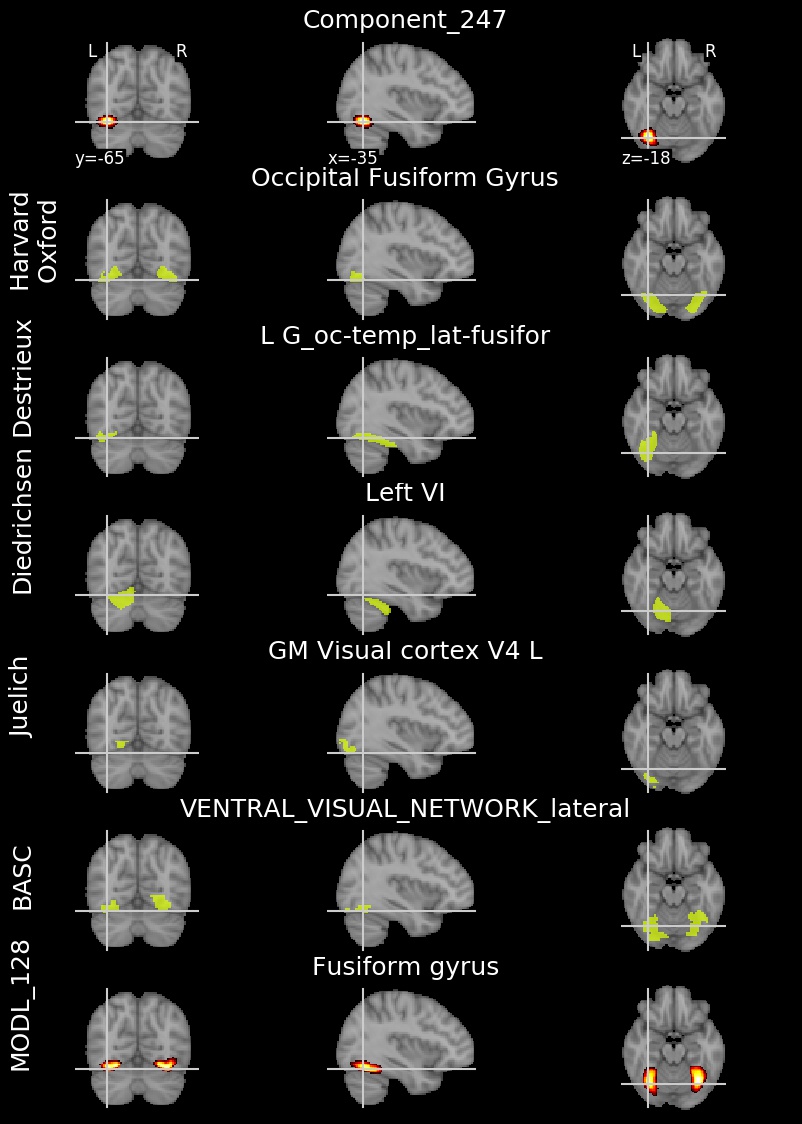 Component_247
L R
L R
y=-65
x=-35
z=-18
Occipital Fusiform Gyrus
Harvard
Oxford
L G_oc-temp_lat-fusifor
Destrieux
Left VI
Diedrichsen
GM Visual cortex V4 L
Juelich
VENTRAL_VISUAL_NETWORK_lateral
BASC
Fusiform gyrus
MODL_128